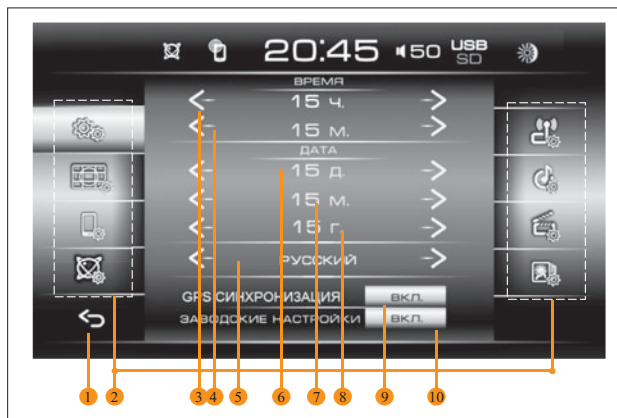 20:45 50 USB
SD
ВРЕМЯ
15 ч.
15 м.
ДАТА
15 д.
15 м.
15 г.
РУССКИЙ
GPS СИНХРОНИЗАЦИЯ ВКЛ.
ЗАВОДСКИЕ НАСТРОЙКИ ВКЛ.
1 2 3 4 5 6 7 8 9 10